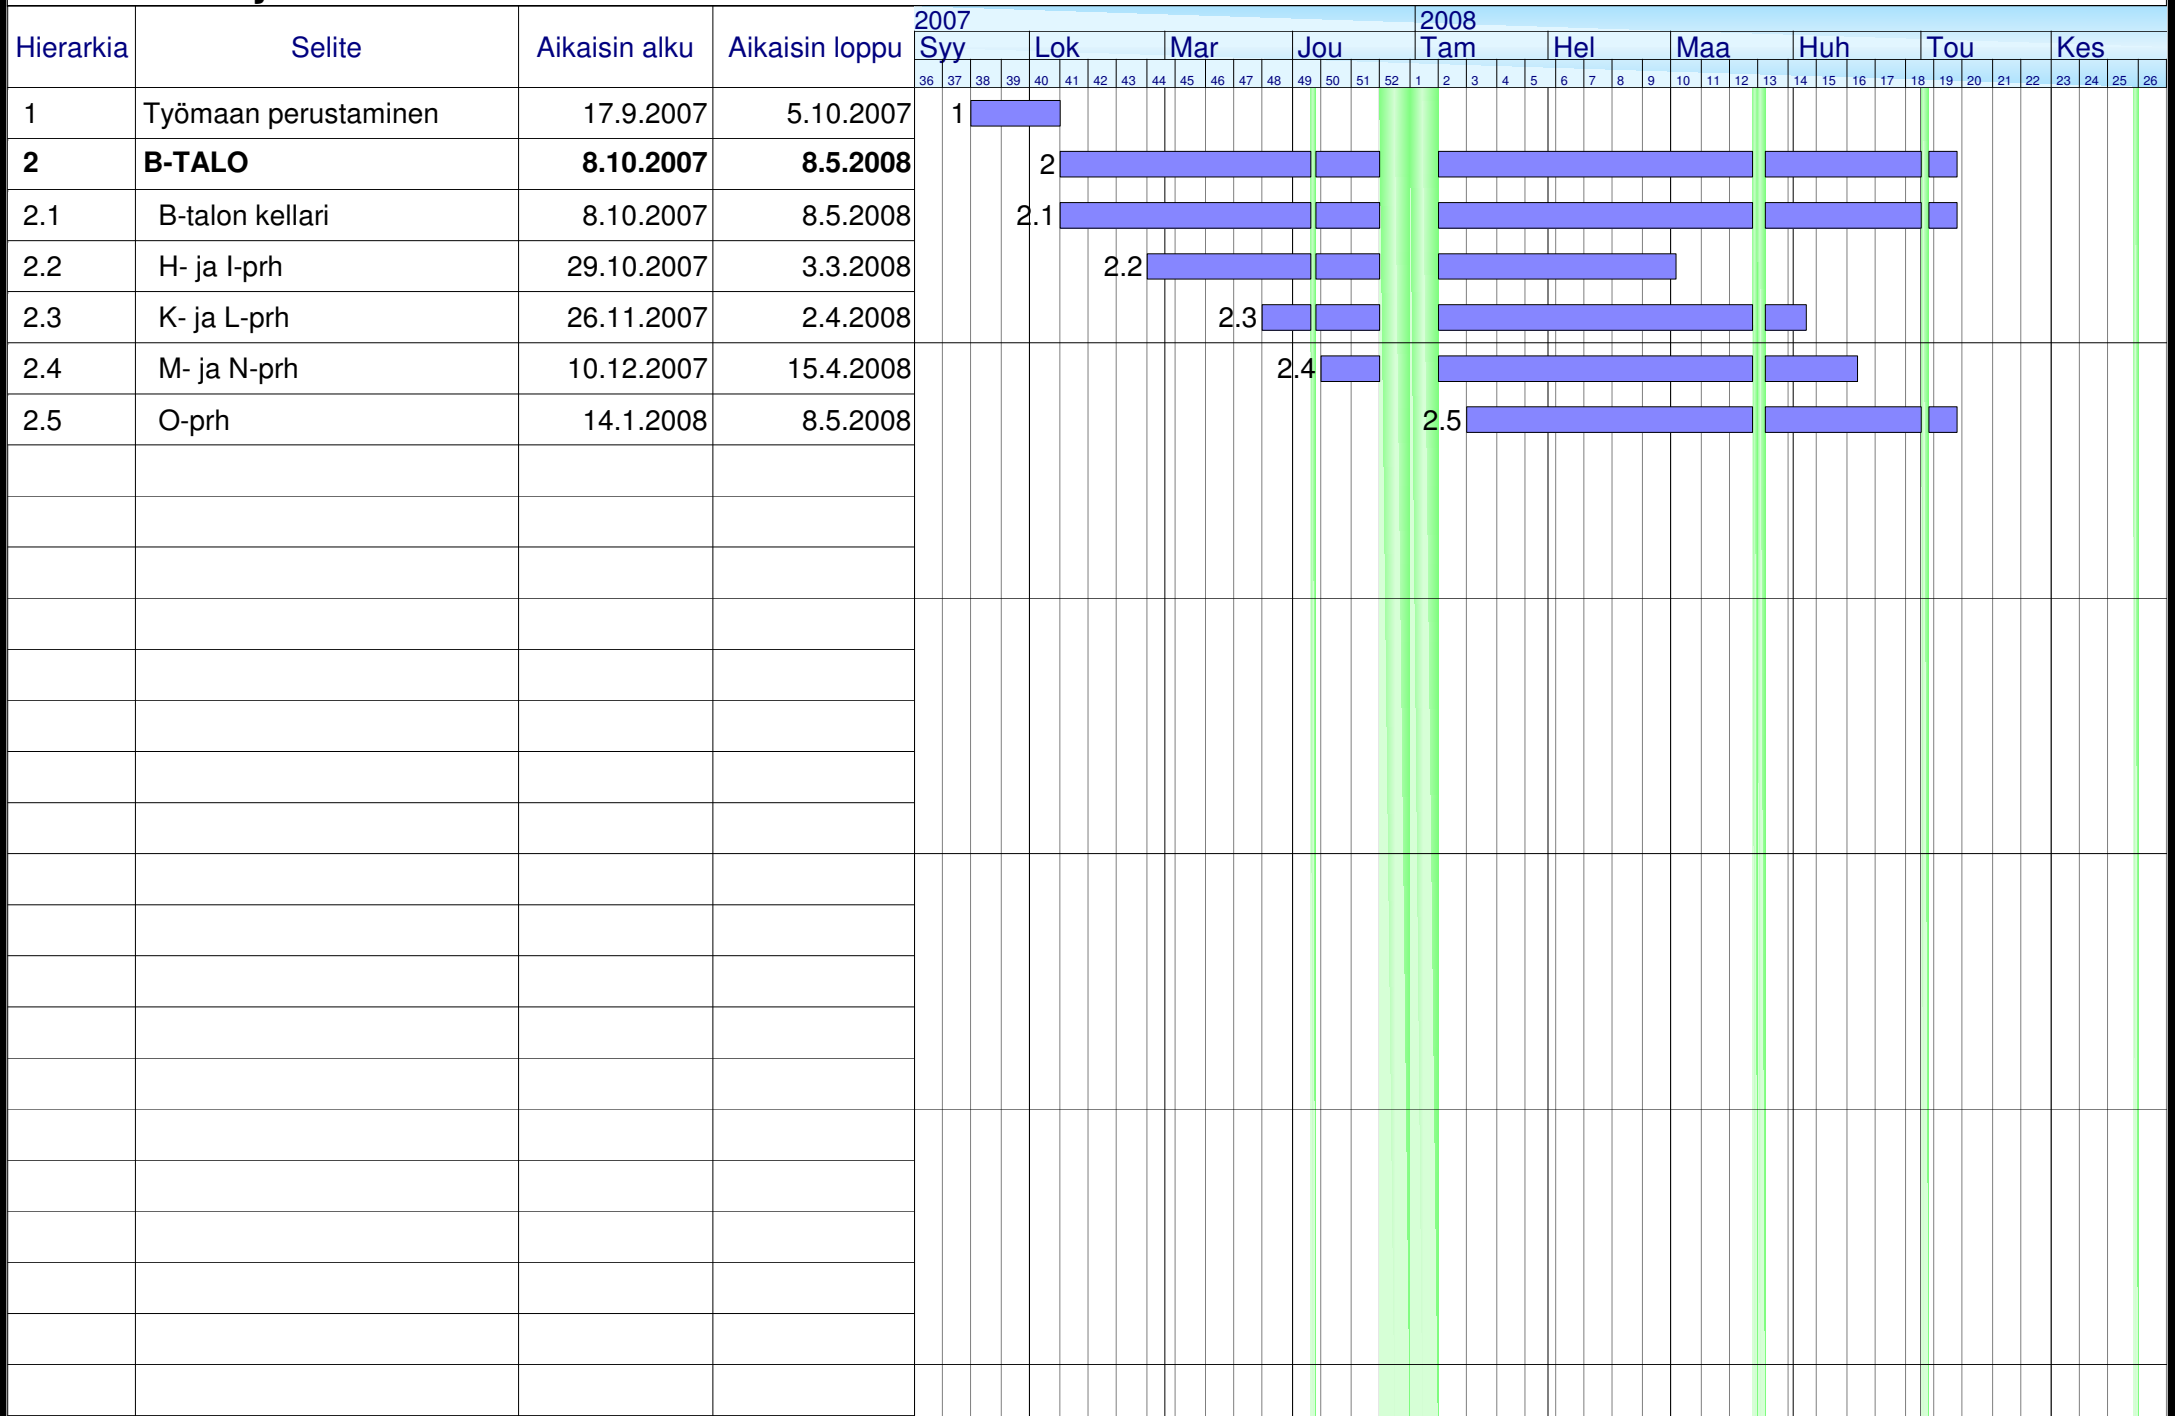 2007 2008
Hierarkia Selite Aikaisin alku Aikaisin loppu Syy Lok Mar Jou Tam Hel Maa Huh Tou Kes
36 37 38 39 40 41 42 43 44 45 46 47 48 49 50 51 52 1 2 3 4 5 6 7 8 9 10 11 12 13 14 15 16 17 18 19 20 21 22 23 24 25 26
1 Työmaan perustaminen 17.9.2007 5.10.2007 1
2 B-TALO 8.10.2007 8.5.2008 2
2.1 B-talon kellari 8.10.2007 8.5.2008 2.1
2.2 H- ja I-prh 29.10.2007 3.3.2008 2.2
2.3 K- ja L-prh 26.11.2007 2.4.2008 2.3
2.4 M- ja N-prh 10.12.2007 15.4.2008 2.4
2.5 O-prh 14.1.2008 8.5.2008 2.5